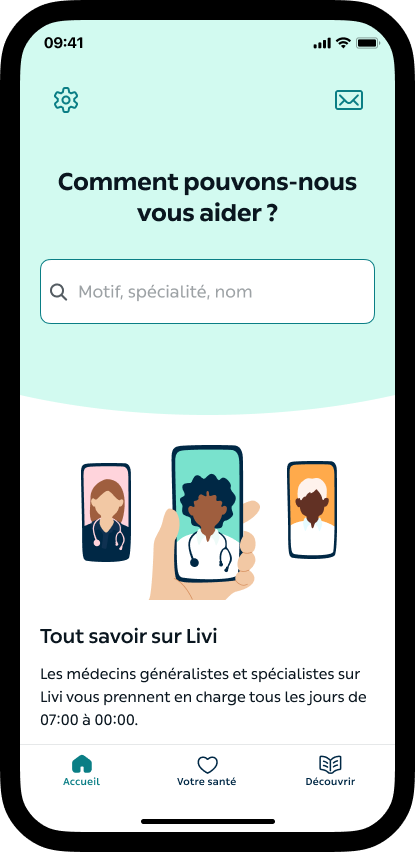 09:41
Comment pouvons-nous
vous aider ?
Motif, spécialité, nom
Tout savoir sur Livi
Les médecins généralistes et spécialistes sur
Livi vous prennent en charge tous les jours de
07:00 à 00:00.
Accueil
Votre santé
Découvrir